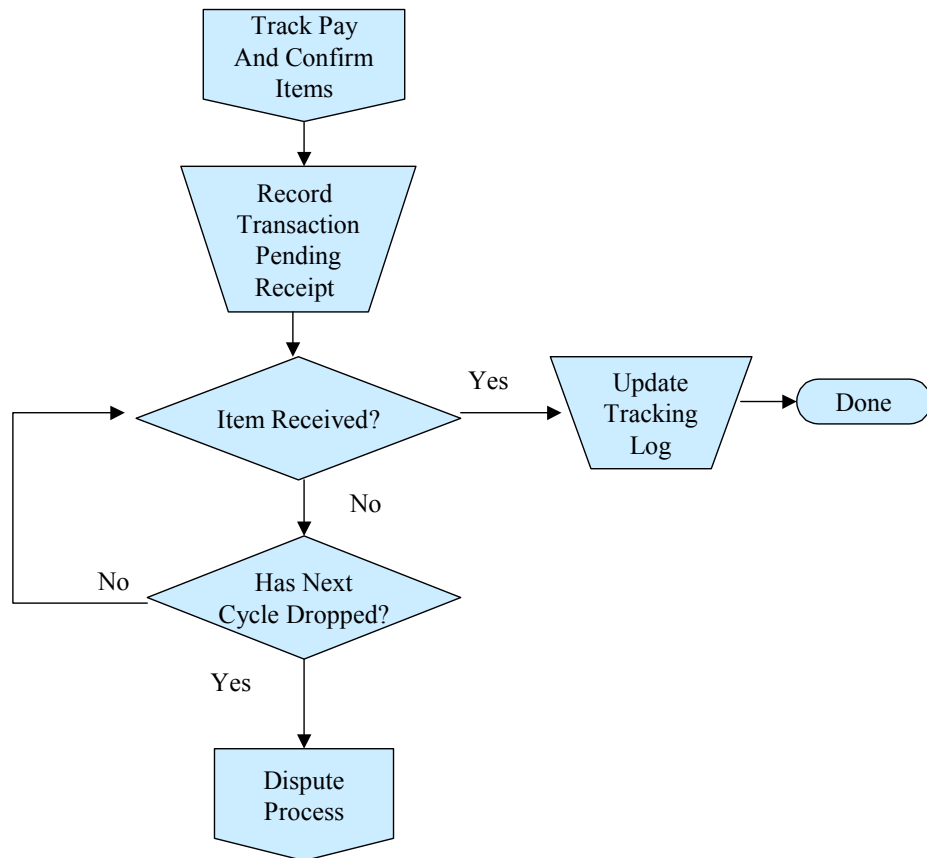 Track Pay
And Confirm
Items
Record
Transaction
Pending
Receipt
Item Received?
Yes
Update
Tracking
Log
Done
No
Has Next
Cycle Dropped?
No
Yes
Dispute
Process